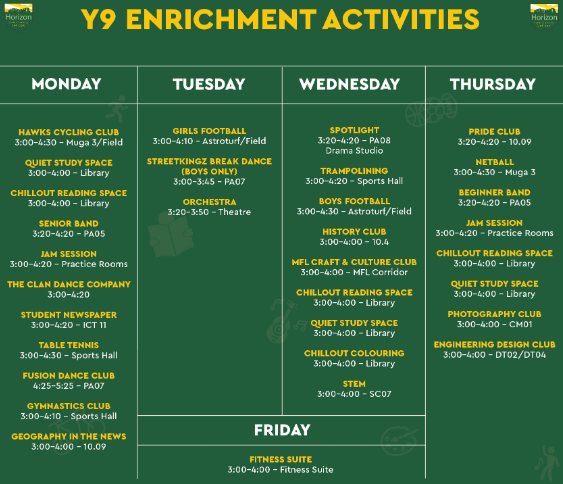 Horizon
Y9 ENRICHMENT ACTIVITIES
Horizon
MONDAY
HAWKS CYCLING CLUB
3:00-4:30 - Muga 3/Field
QUIET STUDY SPACE
3:00-4:00 - Library
CHILLOUT READING SPACE
3:00-4:00 - Library
SENIOR BAND
3:20-4:20 - PA05
JAM SESSION
3:00-4:20 - Practice Rooms
THE CLAN DANCE COMPANY
3:00-4:20
STUDENT NEWSPAPER
3:00-4:20 - ICT 11
TABLE TENNIS
3:00-4:30 - Sports Hall
FUSION DANCE CLUB
4:25-5:25 - PA07
GYMNASTICS CLUB
3:00-4:10 - Sports Hall
GEOGRAPHY IN THE NEWS
3:00-4:00 - 10.09
TUESDAY
GIRLS FOOTBALL
3:00-4:10 - Astroturf/Field
STREETKINGZ BREAK DANCE
(BOYS ONLY)
3:00-3:45 - PA07
ORCHESTRA
3:20-3:50 - Theatre
WEDNESDAY
SPOTLIGHT
3:20-4:20 - PA08
Drama Studio
TRAMPOLINING
3:00-4:20 - Sports Hall
BOYS FOOTBALL
3:00-4:30 - Astroturf/Field
HISTORY CLUB
3:00-4:00 - 10.4
MFL CRAFT & CULTURE CLUB
3:00-4:00 - MFL Corridor
CHILLOUT READING SPACE
3:00-4:00 - Library
QUIET STUDY SPACE
3:00-4:00 - Library
CHILLOUT COLOURING
3:00-4:00 - Library
STEM
3:00-4:00 - SC07
THURSDAY
PRIDE CLUB
3:20-4:20 - 10.09
NETBALL
3:00-4:30 - Muga 3
BEGINNER BAND
3:20-4:20 - PA05
JAM SESSION
3:00-4:20 - Practice Rooms
CHILLOUT READING SPACE
3:00-4:00 - Library
QUIET STUDY SPACE
3:00-4:00 - Library
PHOTOGRAPHY CLUB
3:00-4:00 - CM01
ENGINEERING DESIGN CLUB
3:00-4:00 - DT02/DT04
FRIDAY
FITNESS SUITE
3:00-4:00 - Fitness Suite